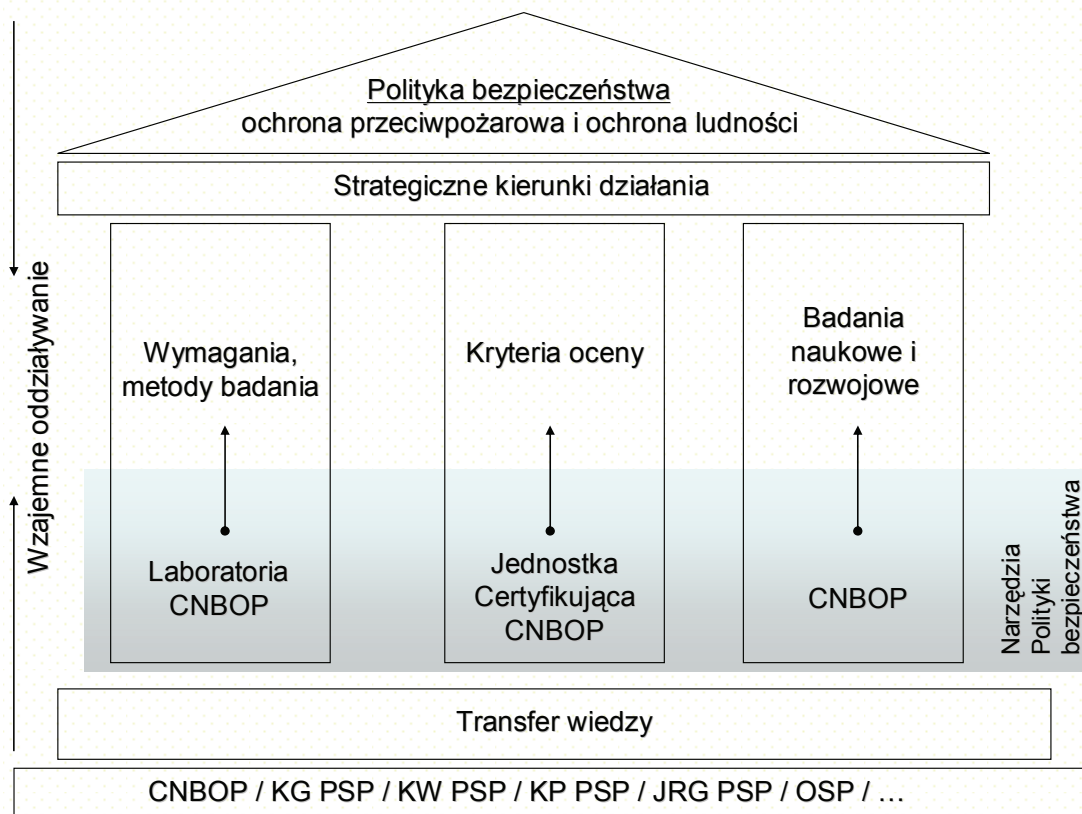 Polityka bezpieczeństwa
ochrona przeciwpożarowa i ochrona ludności
Strategiczne kierunki działania
Wzajemne oddziaływanie
Wymagania,
metody badania
Kryteria oceny
Badania
naukowe i
rozwojowe
Laboratoria
CNBOP
Jednostka
Certyfikująca
CNBOP
CNBOP
Narzędzia
Polityki
bezpieczeństwa
Transfer wiedzy
CNBOP / KG PSP / KW PSP / KP PSP / JRG PSP / OSP / …